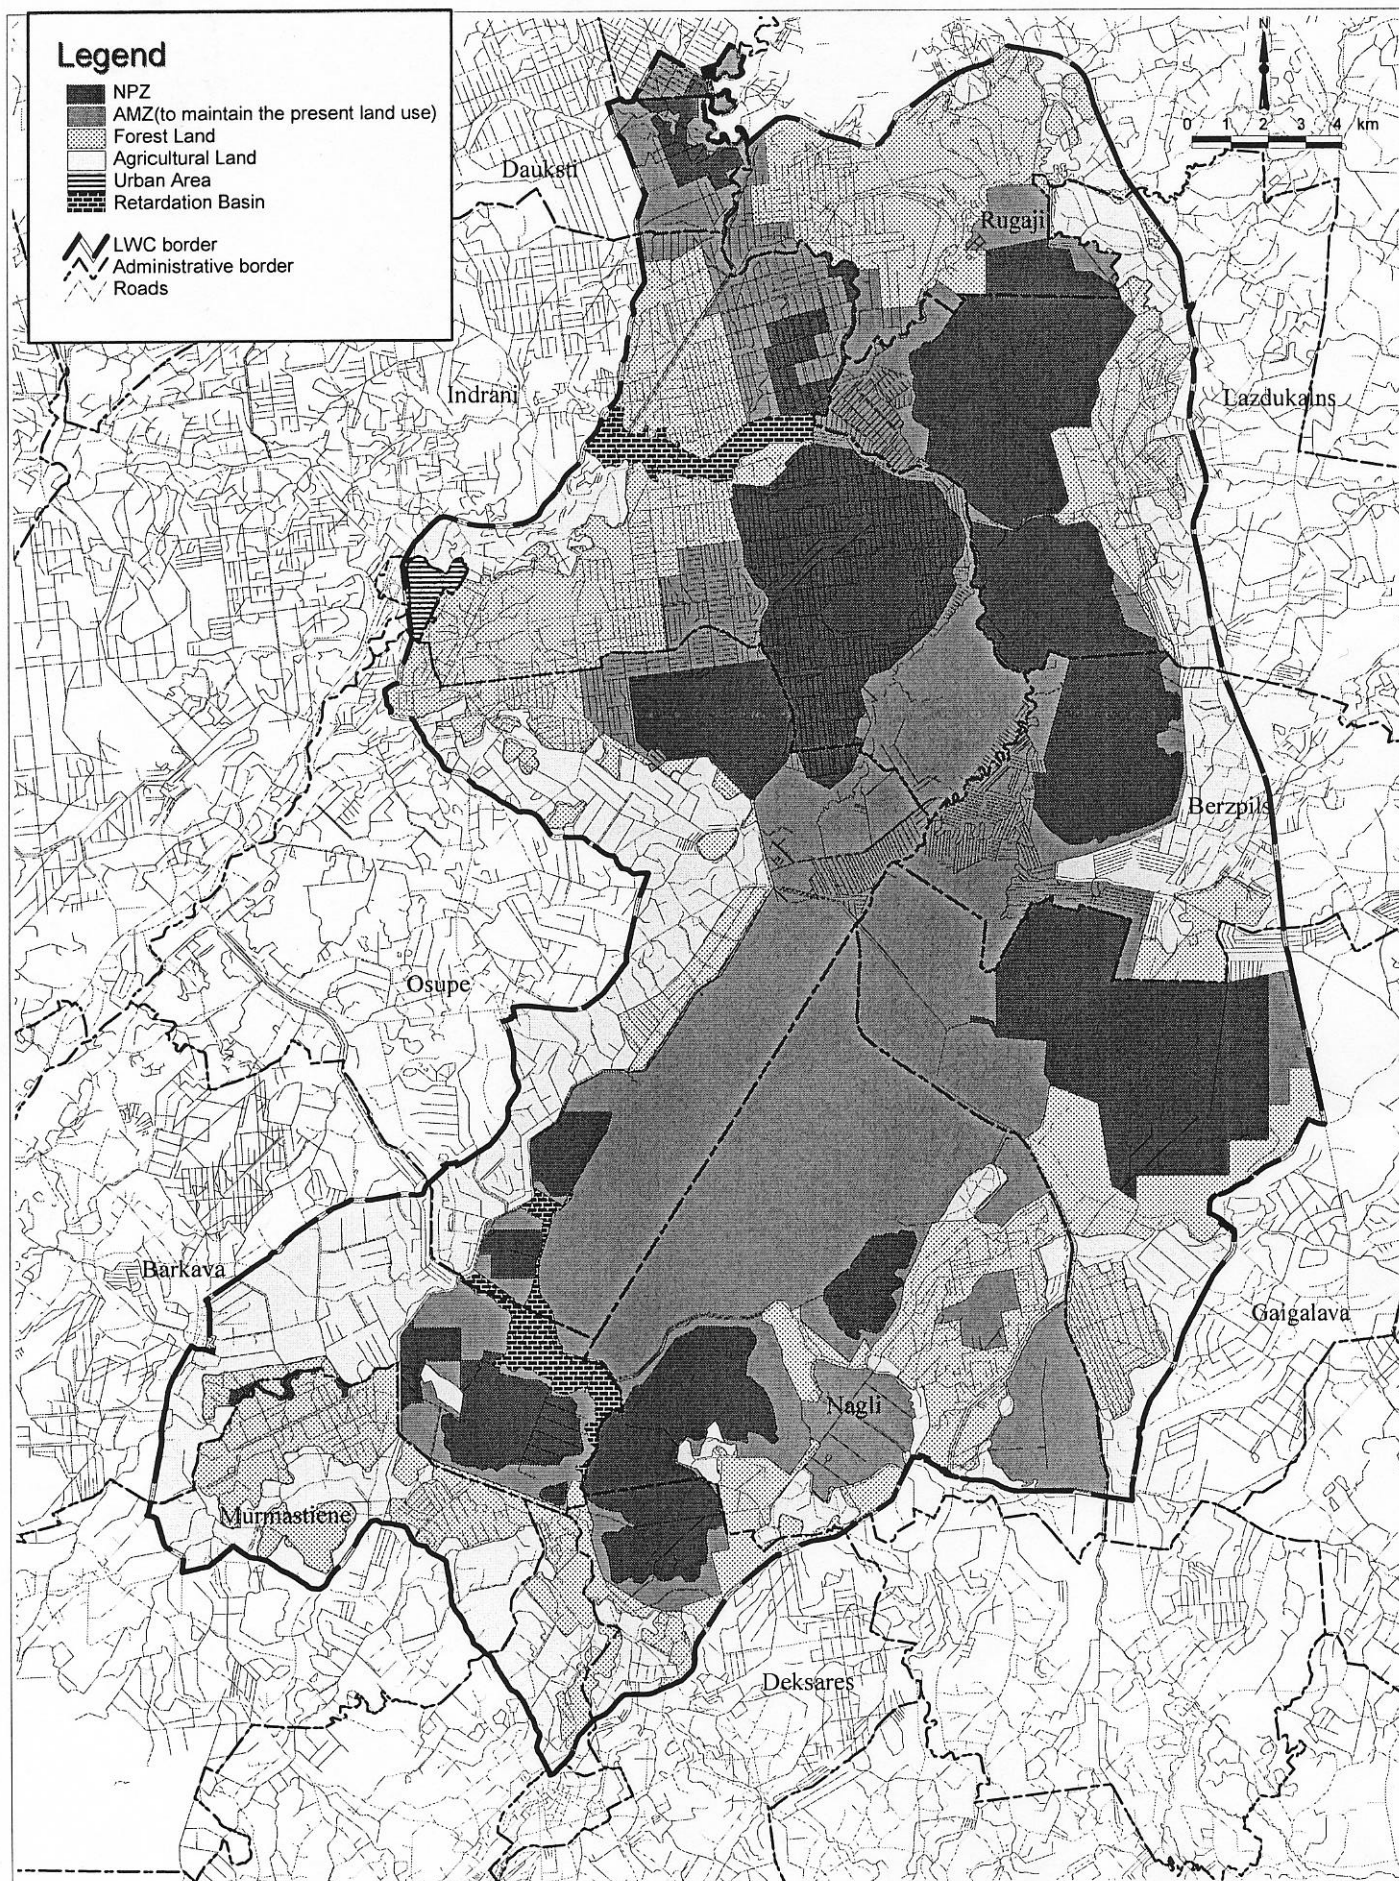 Legend
NPZ
AMZ(to maintain the present land use)
Forest Land
Agricultural Land
Urban Area
Retardation Basin
LWC border
Administrative border
Roads
N
0 1 2 3 4 km
Dauksti
Rugaji
Indrani
Lazdukalns
Berzpils
Osupe
Barkava
Gaigalava
Nagli
Murmastiene
Deksares